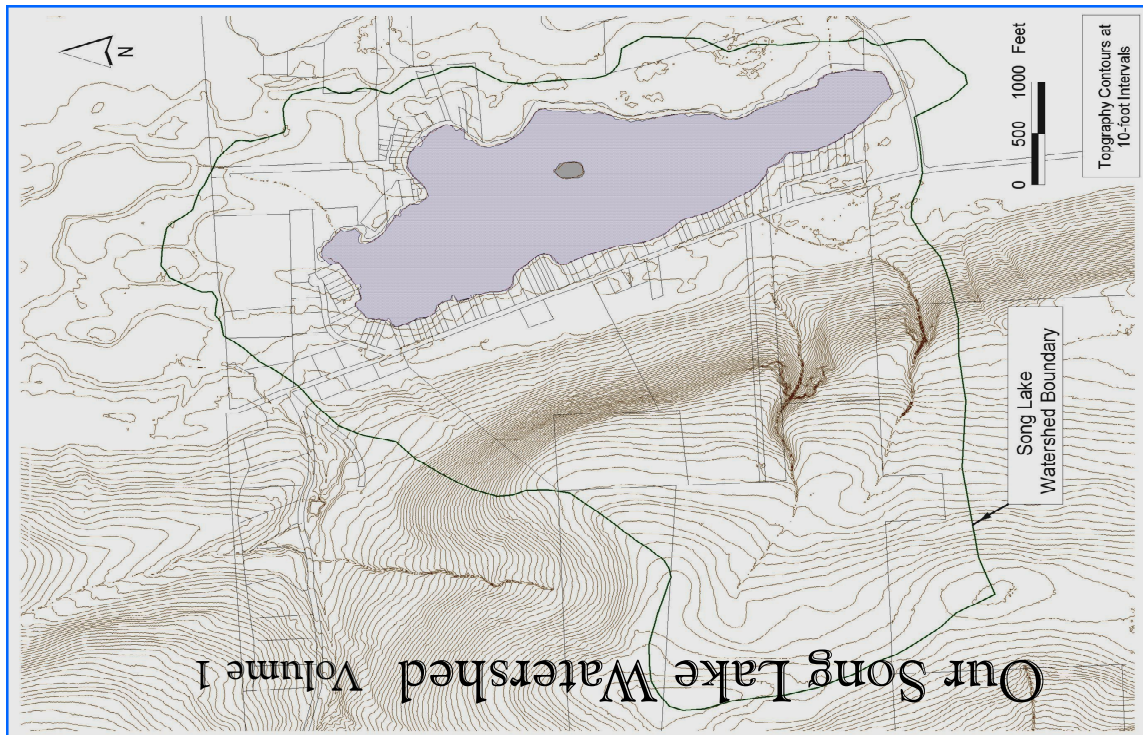 N
0 500 1000 Feet
Topgraphy Contours at
10-foot Intervals
Song Lake
Watershed Boundary
Our Song Lake Watershed Volume 1